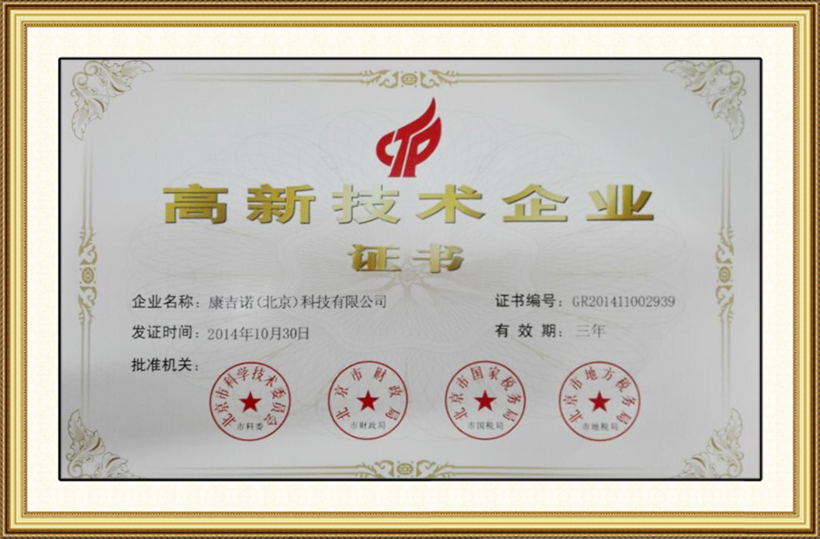 高新技术企业
证书
企业名称：康吉诺（北京）科技有限公司
证书编号：GR201411002939
发证时间：2014年10月30日
有 效 期：三年
批准机关：
北京市科学技术委员会
市科委
北京市财政局
市财政局
北京市国家税务局
市国税局
北京市地方税务局
市地税局